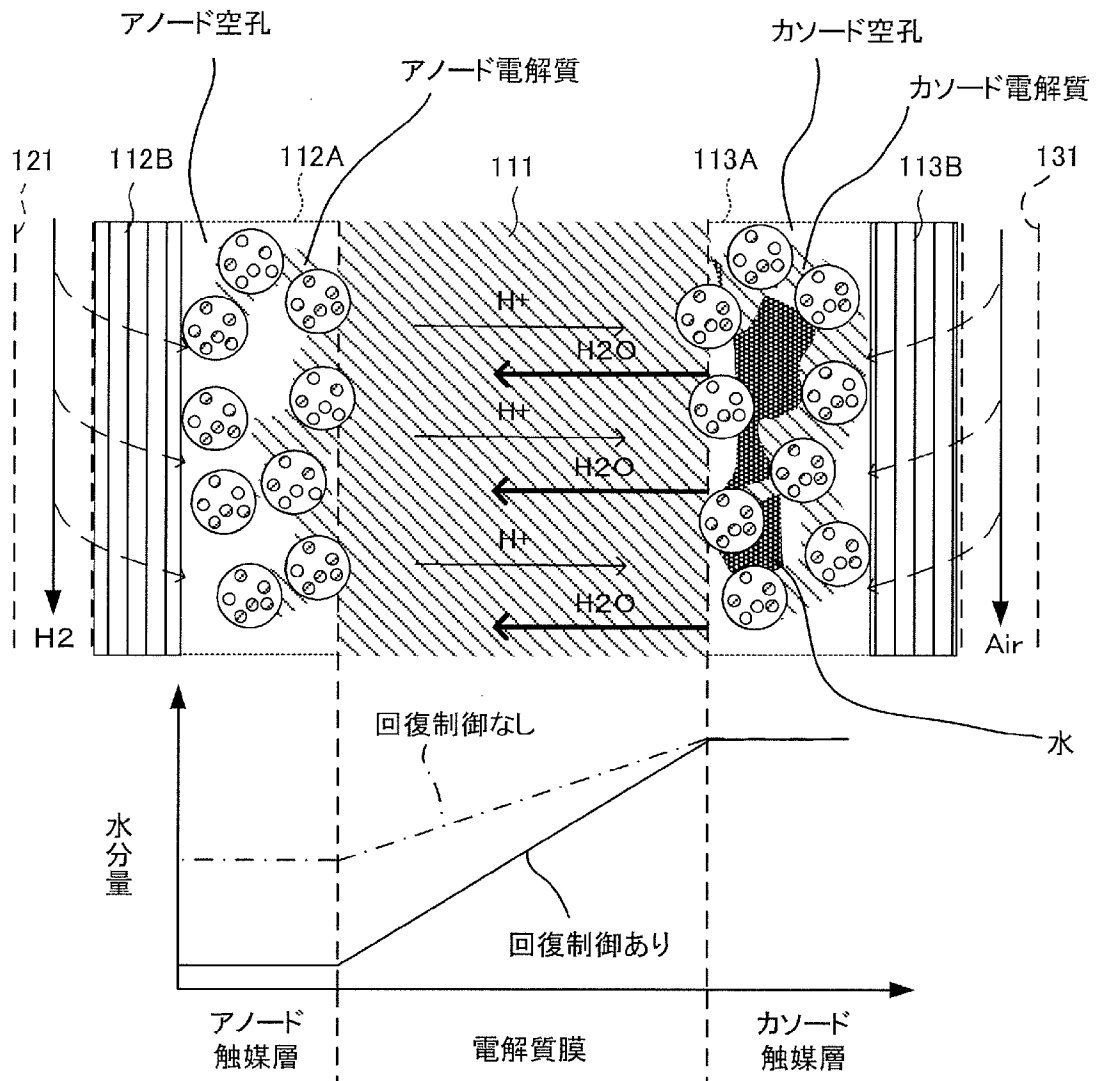 アノード空孔
カソード空孔
アノード電解質
カソード電解質
121
112B
112A
111
113A
113B
131
H+
H2O
H+
H2O
H+
H2O
H2
Air
水
回復制御なし
水分量
回復制御あり
アノード
触媒層
電解質膜
カソード
触媒層